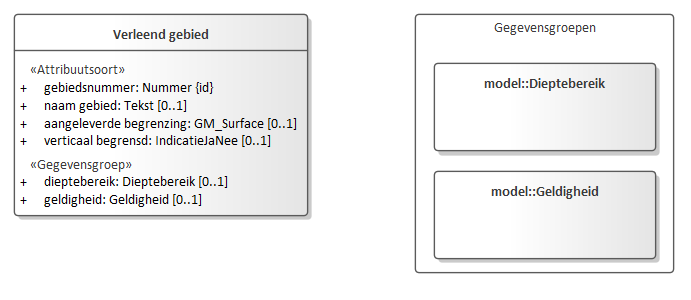 Verleend gebied
«Attribuutsoort»
+ gebiedsnummer: Nummer {id}
+ naam gebied: Tekst [0..1]
+ aangeleverde begrenzing: GM_Surface [0..1]
+ verticaal begrensd: IndicatieJaNee [0..1]
«Gegevensgroep»
+ dieptebereik: Dieptebereik [0..1]
+ geldigheid: Geldigheid [0..1]
Gegevensgroepen
model::Dieptebereik
model::Geldigheid